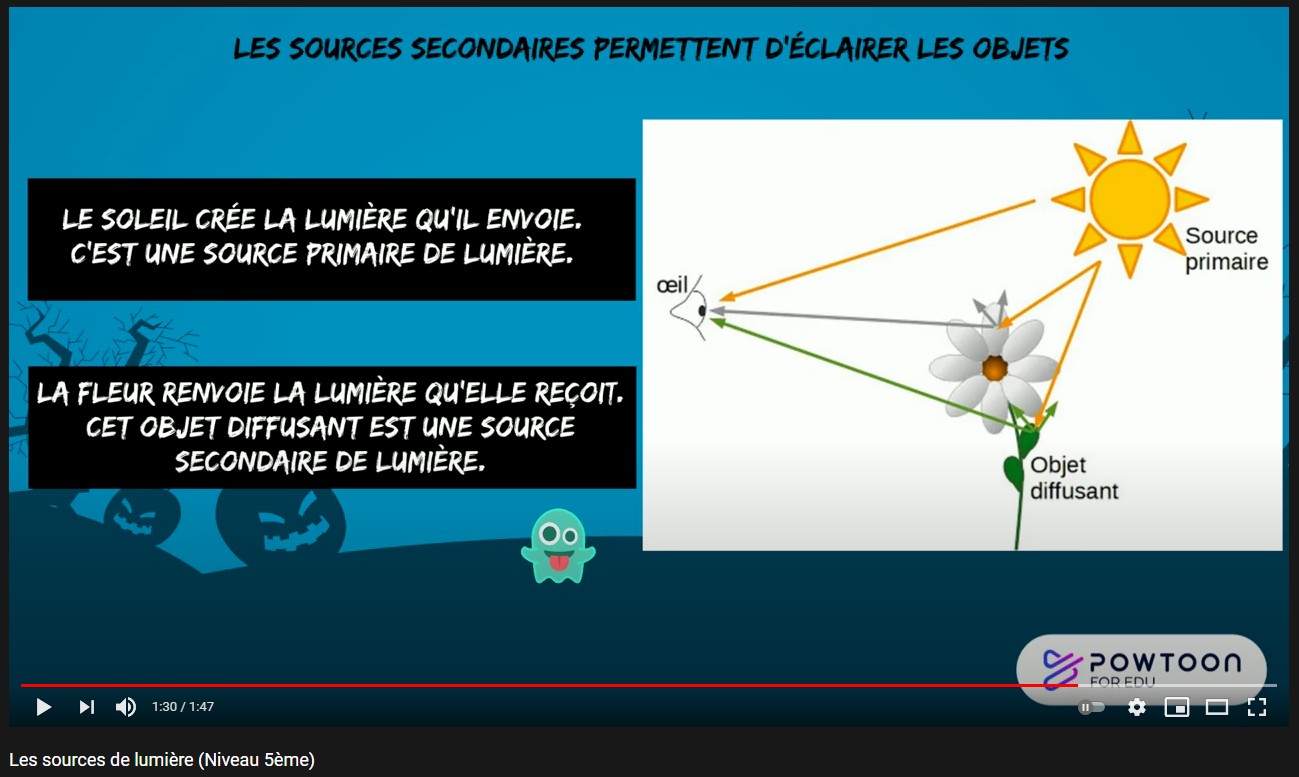 LES SOURCES SECONDAIRES PERMETTENT D'ÉCLAIRER LES OBJETS
LE SOLEIL CRÉE LA LUMIÈRE QU'IL ENVOIE.
C'EST UNE SOURCE PRIMAIRE DE LUMIÈRE.
LA FLEUR RENVOIE LA LUMIÈRE QU'ELLE REÇOIT.
CET OBJET DIFFUSANT EST UNE SOURCE
SECONDAIRE DE LUMIÈRE.
Source
primaire
œil
Objet
diffusant
POWTOON
FOR EDU
1:30 / 1:47
Les sources de lumière (Niveau 5ème)